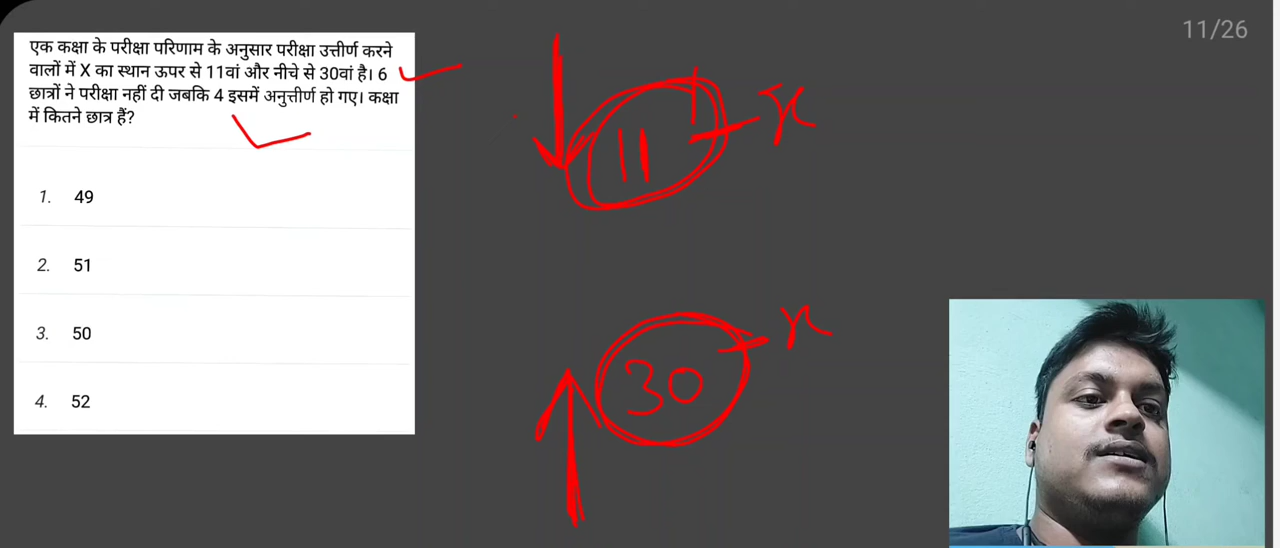 11/26
एक कक्षा के परीक्षा परिणाम के अनुसार परीक्षा उत्तीर्ण करने
वालों में X का स्थान ऊपर से 11वां और नीचे से 30वां है। 6
छात्रों ने परीक्षा नहीं दी जबकि 4 इसमें अनुत्तीर्ण हो गए। कक्षा
में कितने छात्र हैं?
1. 49
2. 51
3. 50
4. 52
11 x
30 x